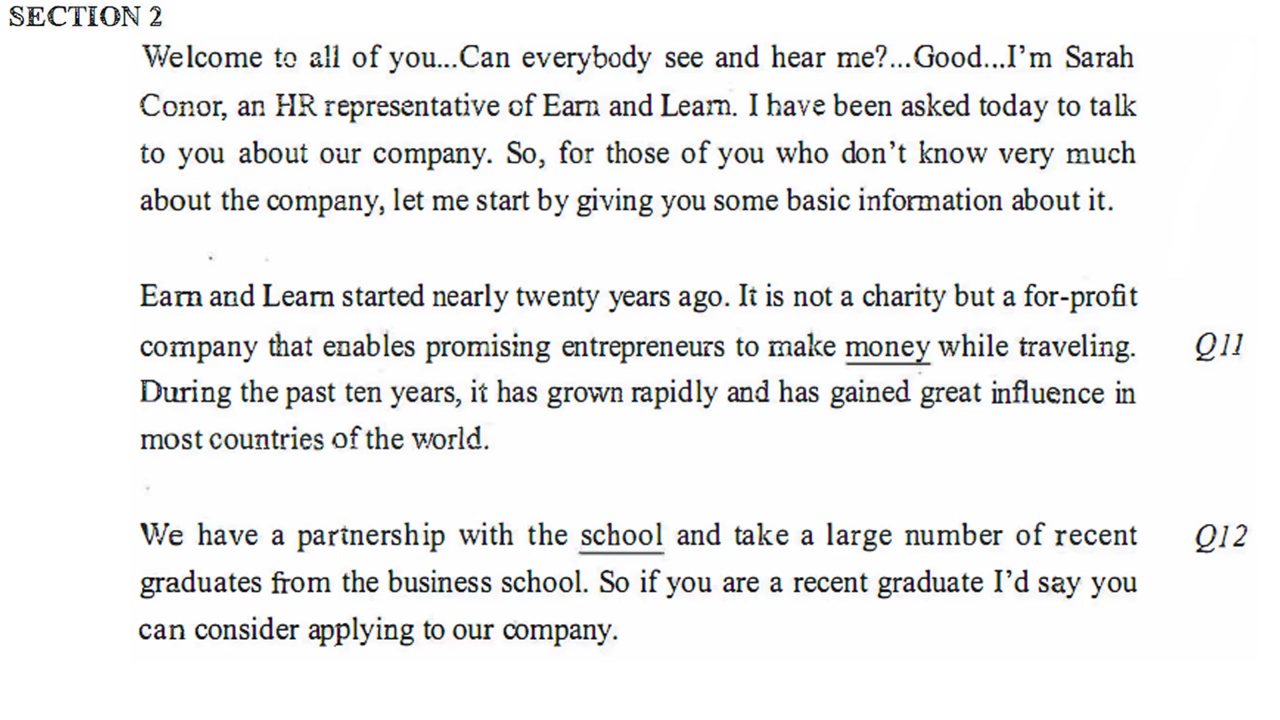 SECTION 2
Welcome to all of you...Can everybody see and hear me?...Good...I'm Sarah
Conor, an HR representative of Earn and Learn. I have been asked today to talk
to you about our company. So, for those of you who don't know very much
about the company, let me start by giving you some basic information about it.
Earn and Learn started nearly twenty years ago. It is not a charity but a for-profit
company that enables promising entrepreneurs to make money while traveling. Q11
During the past ten years, it has grown rapidly and has gained great influence in
most countries of the world.
We have a partnership with the school and take a large number of recent Q12
graduates from the business school. So if you are a recent graduate I'd say you
can consider applying to our company.